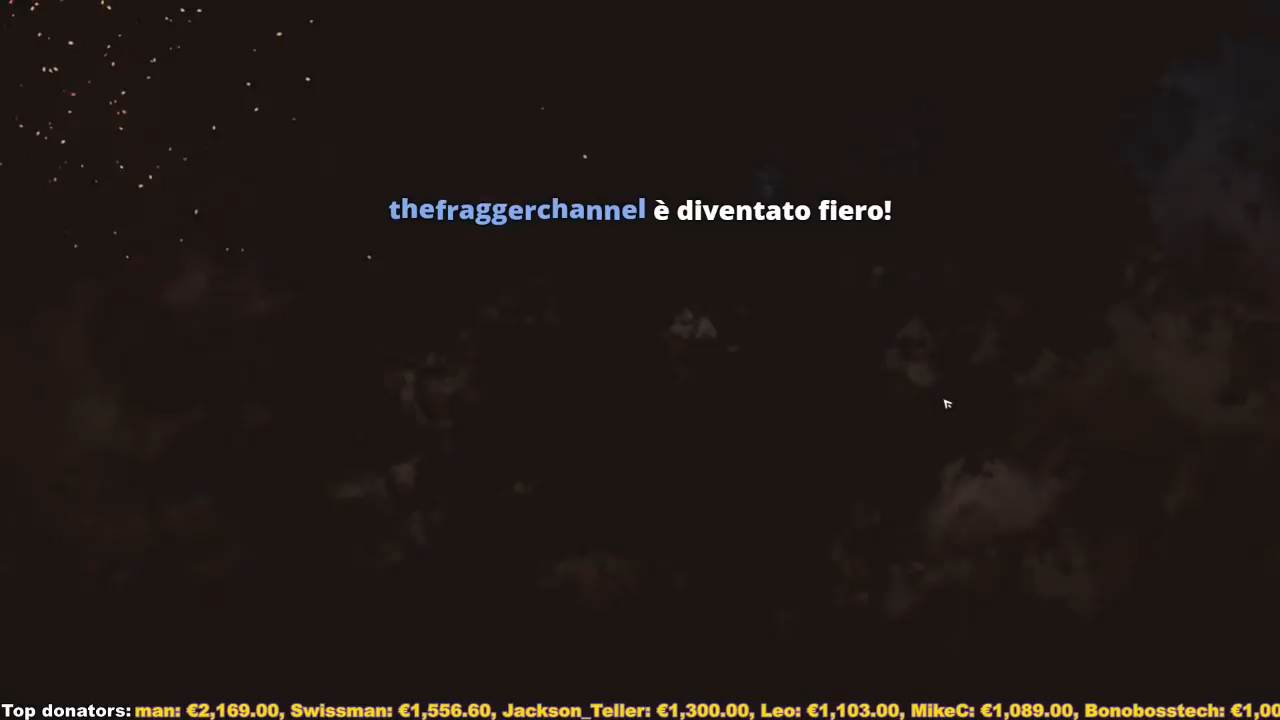 thefraggerchannel è diventato fiero!
Top donators: man: €2,169.00, Swissman: €1,556.60, Jackson_Teller: €1,300.00, Leo: €1,103.00, MikeC: €1,089.00, Bonobosstech: €1,00